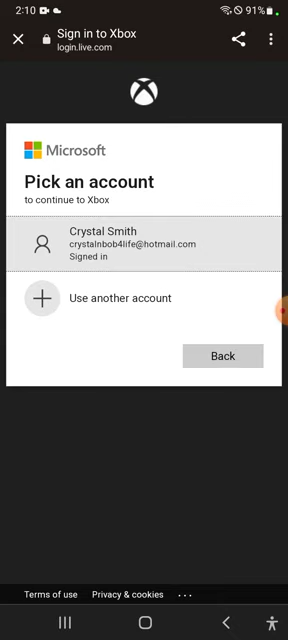 2:10 91%
Sign in to Xbox
login.live.com
Microsoft
Pick an account
to continue to Xbox
Crystal Smith
crystalnbob4life@hotmail.com
Signed in
Use another account
Back
Terms of use Privacy & cookies ...